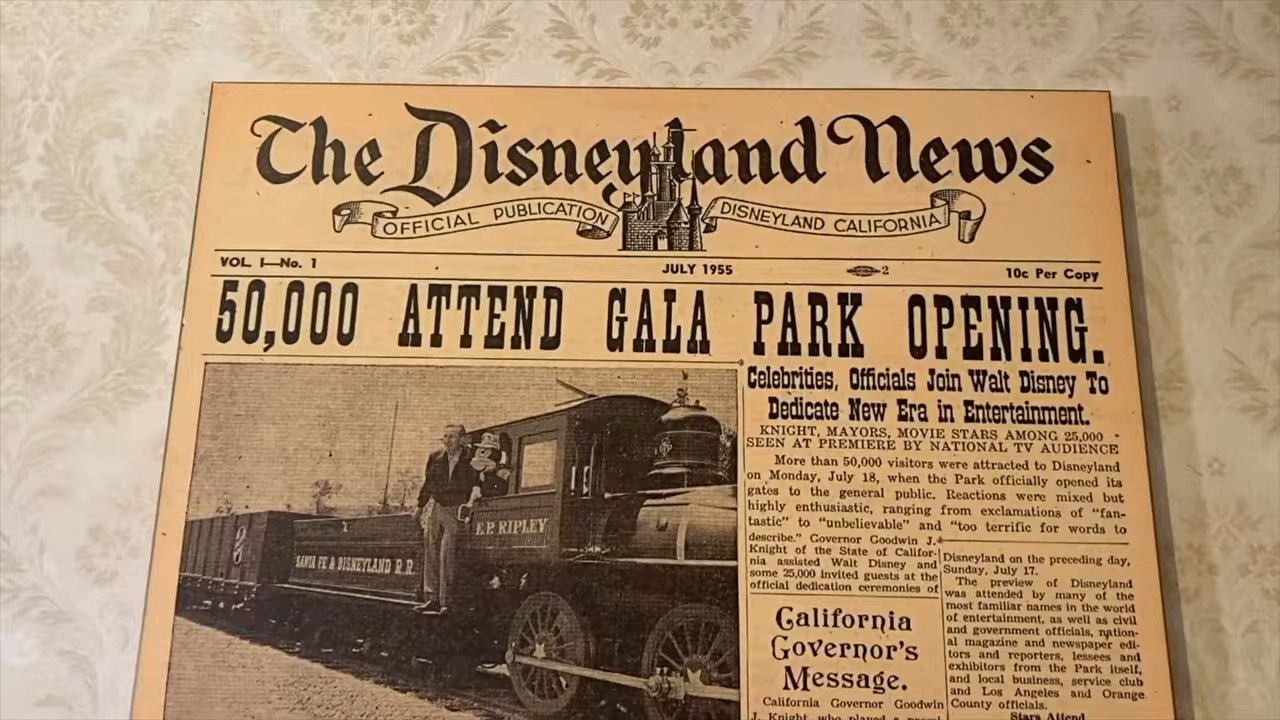 The Disneyland News
OFFICIAL PUBLICATION
DISNEYLAND CALIFORNIA
VOL. I—No. 1
JULY 1955
2
10c Per Copy
50,000 ATTEND GALA PARK OPENING.
Celebrities, Officials Join Walt Disney To
Dedicate New Era in Entertainment.
KNIGHT, MAYORS, MOVIE STARS AMONG 25,000
SEEN AT PREMIERE BY NATIONAL TV AUDIENCE
More than 50,000 visitors were attracted to Disneyland
on Monday, July 18, when the Park officially opened its
gates to the general public. Reactions were mixed but
highly enthusiastic, ranging from exclamations of “fan-
tastic” to “unbelievable” and “too terrific for words to
describe.” Governor Goodwin J.
Knight of the State of Califor-
nia assisted Walt Disney and
some 25,000 invited guests at the
official dedication ceremonies of
Disneyland on the preceding day,
Sunday, July 17.
The preview of Disneyland
was attended by many of the
most familiar names in the world
of entertainment, as well as civil
and government officials, nation-
al magazine and newspaper edi-
tors and reporters, lessees and
exhibitors from the Park itself,
and local business, service club
and Los Angeles and Orange
County officials.
Stars Attend
California
Governor's
Message.
California Governor Goodwin
J. Knight, who played a
E.P. RIPLEY
SANTA FE & DISNEYLAND R.R.
2